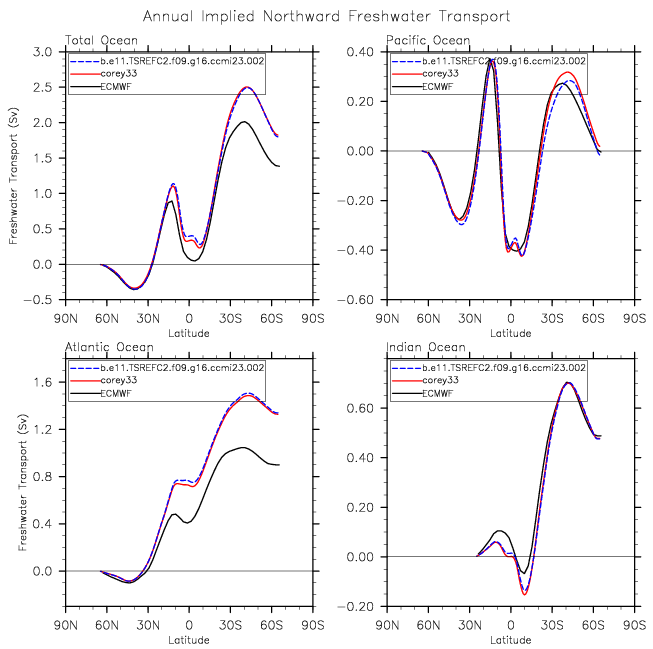 Annual Implied Northward Freshwater Transport
Total Ocean
b.e11.TSREFC2.f09.g16.ccmi23.002
corey33
ECMWF
3.0
2.5
2.0
1.5
1.0
0.5
0.0
−0.5
Freshwater Transport (Sv)
90N 60N 30N 0 30S 60S 90S
Latitude
Pacific Ocean
b.e11.TSREFC2.f09.g16.ccmi23.002
corey33
ECMWF
0.40
0.20
0.00
−0.20
−0.40
−0.60
90N 60N 30N 0 30S 60S 90S
Latitude
Atlantic Ocean
b.e11.TSREFC2.f09.g16.ccmi23.002
corey33
ECMWF
1.6
1.2
0.8
0.4
0.0
Freshwater Transport (Sv)
90N 60N 30N 0 30S 60S 90S
Latitude
Indian Ocean
b.e11.TSREFC2.f09.g16.ccmi23.002
corey33
ECMWF
0.60
0.40
0.20
0.00
−0.20
90N 60N 30N 0 30S 60S 90S
Latitude